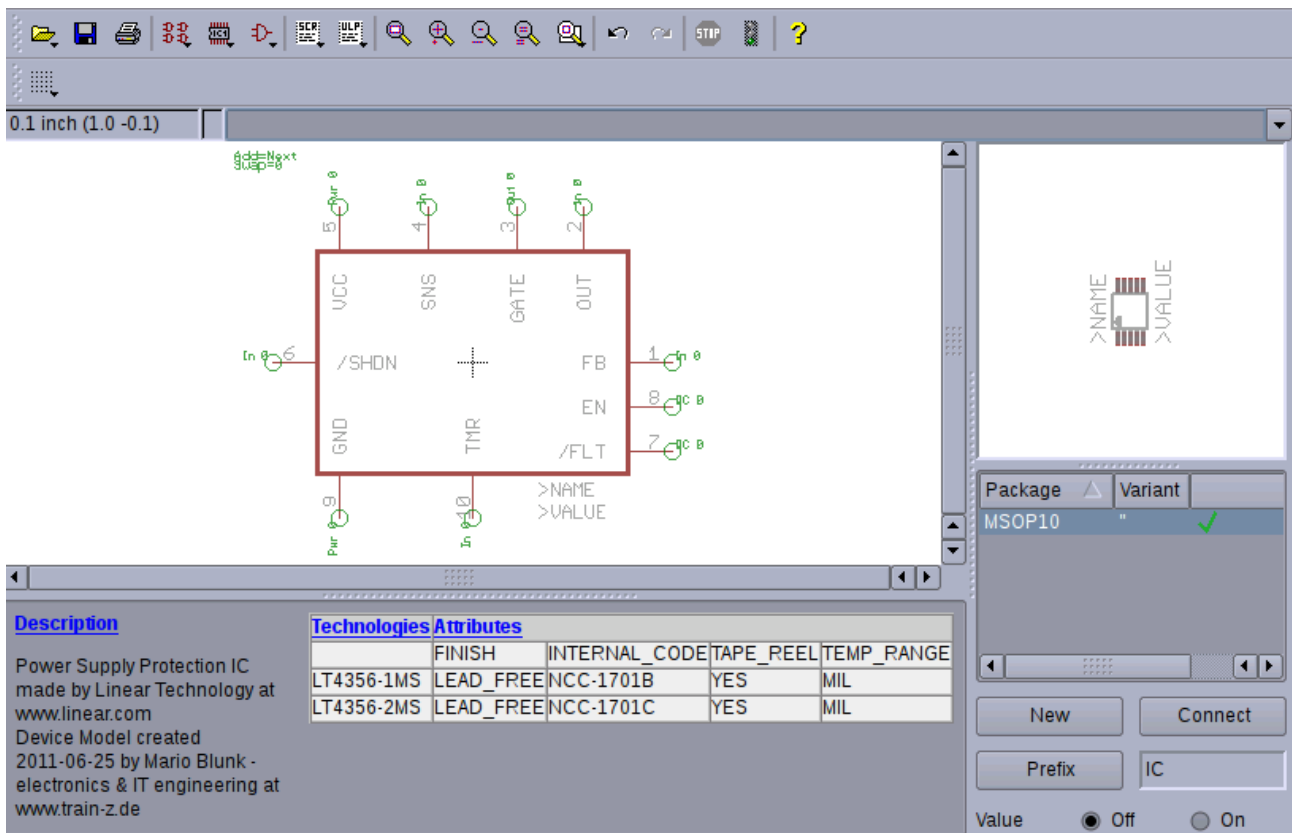 SCR ULP STOP ?
0.1 inch (1.0 -0.1)
Add=Next
Swap=0
Pwr 0
In 0
Out 0
In 0
5
4
3
2
VCC
SNS
GATE
OUT
In 0
6
/SHDN
FB
1
In 0
EN
8
OC 0
/FLT
7
OC 0
GND
TMR
9
10
Pwr 0
In 0
>NAME
>VALUE
>NAME
>VALUE
Package Variant
MSOP10 "
Description
Power Supply Protection IC
made by Linear Technology at
www.linear.com
Device Model created
2011-06-25 by Mario Blunk -
electronics & IT engineering at
www.train-z.de
Technologies Attributes
FINISH INTERNAL_CODE TAPE_REEL TEMP_RANGE
LT4356-1MS LEAD_FREE NCC-1701B YES MIL
LT4356-2MS LEAD_FREE NCC-1701C YES MIL
New Connect
Prefix IC
Value Off On